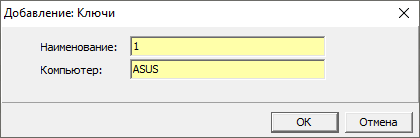 Добавление: Ключи
Наименование: 1
Компьютер: ASUS
OK Отмена